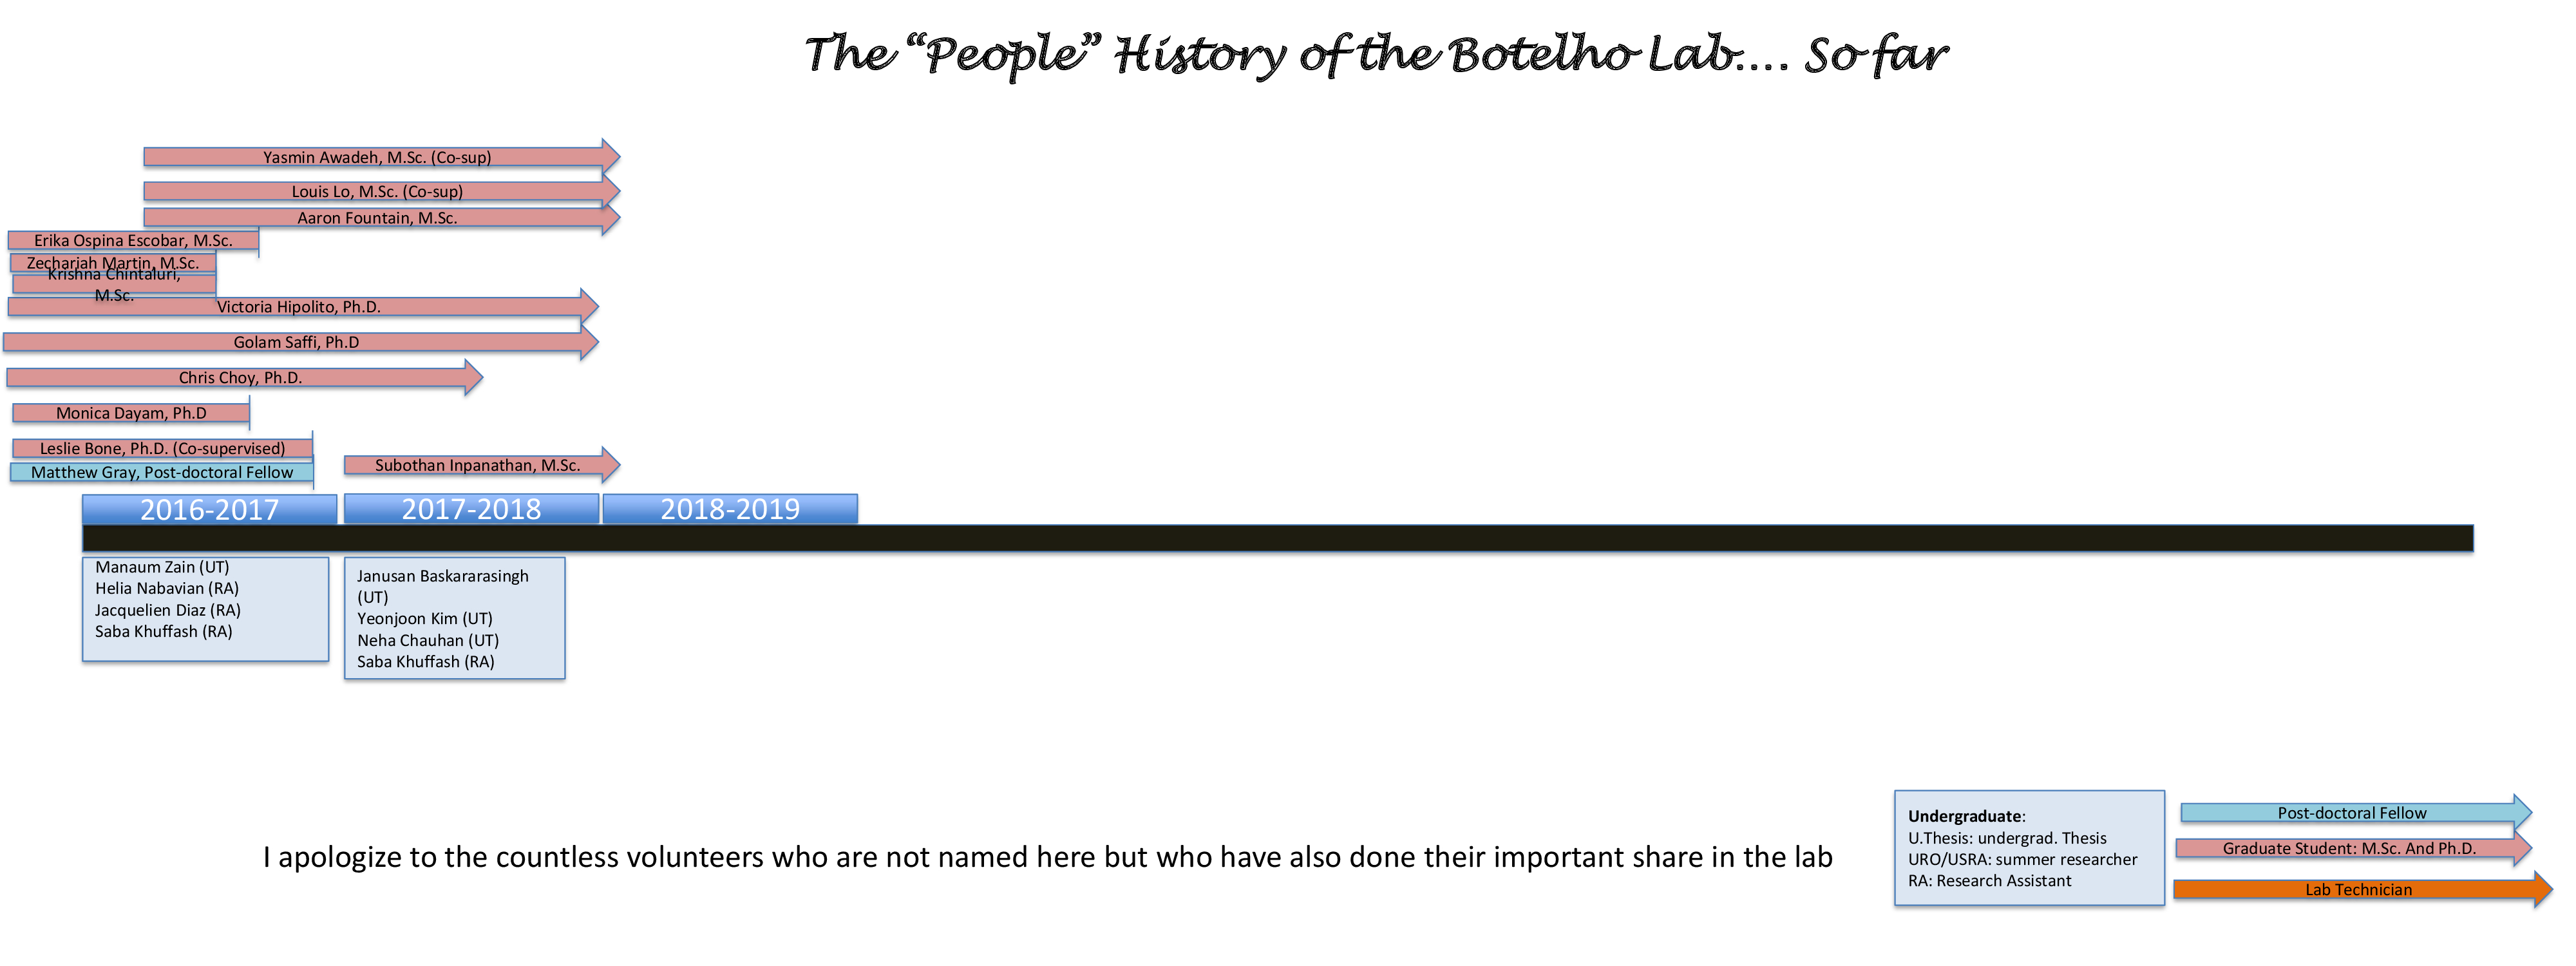 The “People” History of the Botelho Lab.... So far
Yasmin Awadeh, M.Sc. (Co-sup)
Louis Lo, M.Sc. (Co-sup)
Aaron Fountain, M.Sc.
Erika Ospina Escobar, M.Sc.
Zechariah Martin, M.Sc.
Krishna Chintaluri,
M.Sc.
Victoria Hipolito, Ph.D.
Golam Saffi, Ph.D
Chris Choy, Ph.D.
Monica Dayam, Ph.D
Leslie Bone, Ph.D. (Co-supervised)
Matthew Gray, Post-doctoral Fellow
Subothan Inpanathan, M.Sc.
2016-2017
2017-2018
2018-2019
Manaum Zain (UT)
Helia Nabavian (RA)
Jacquelien Diaz (RA)
Saba Khuffash (RA)
Janusan Baskararasingh
(UT)
Yeonjoon Kim (UT)
Neha Chauhan (UT)
Saba Khuffash (RA)
I apologize to the countless volunteers who are not named here but who have also done their important share in the lab
Undergraduate:
U.Thesis: undergrad. Thesis
URO/USRA: summer researcher
RA: Research Assistant
Post-doctoral Fellow
Graduate Student: M.Sc. And Ph.D.
Lab Technician